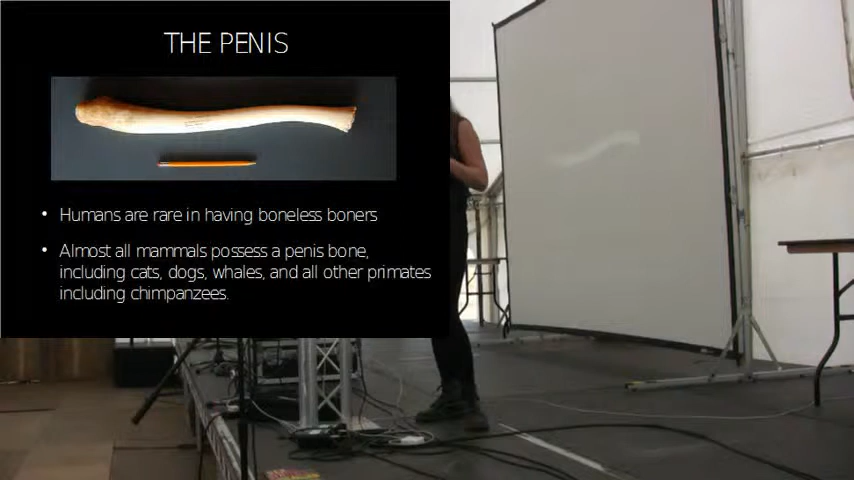 THE PENIS
• Humans are rare in having boneless boners
• Almost all mammals possess a penis bone,
including cats, dogs, whales, and all other primates
including chimpanzees.